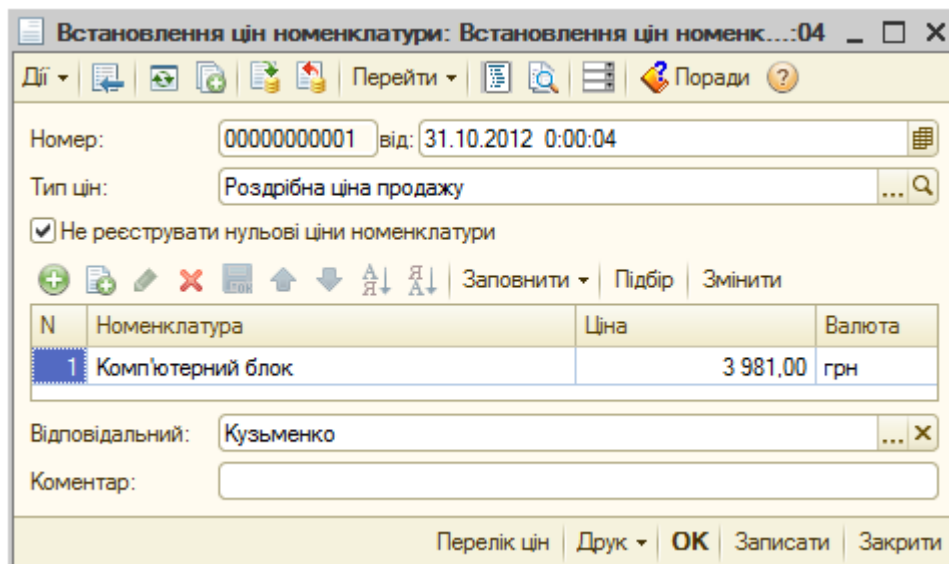 Встановлення цін номенклатури: Встановлення цін номенк...:04
Дії Перейти Поради
Номер: 00000000001 від: 31.10.2012 0:00:04
Тип цін: Роздрібна ціна продажу ...
Не реєструвати нульові ціни номенклатури
Заповнити Підбір Змінити
N Номенклатура Ціна Валюта
1 Комп'ютерний блок 3 981,00 грн
Відповідальний: Кузьменко ...
Коментар:
Перелік цін Друк OK Записати Закрити